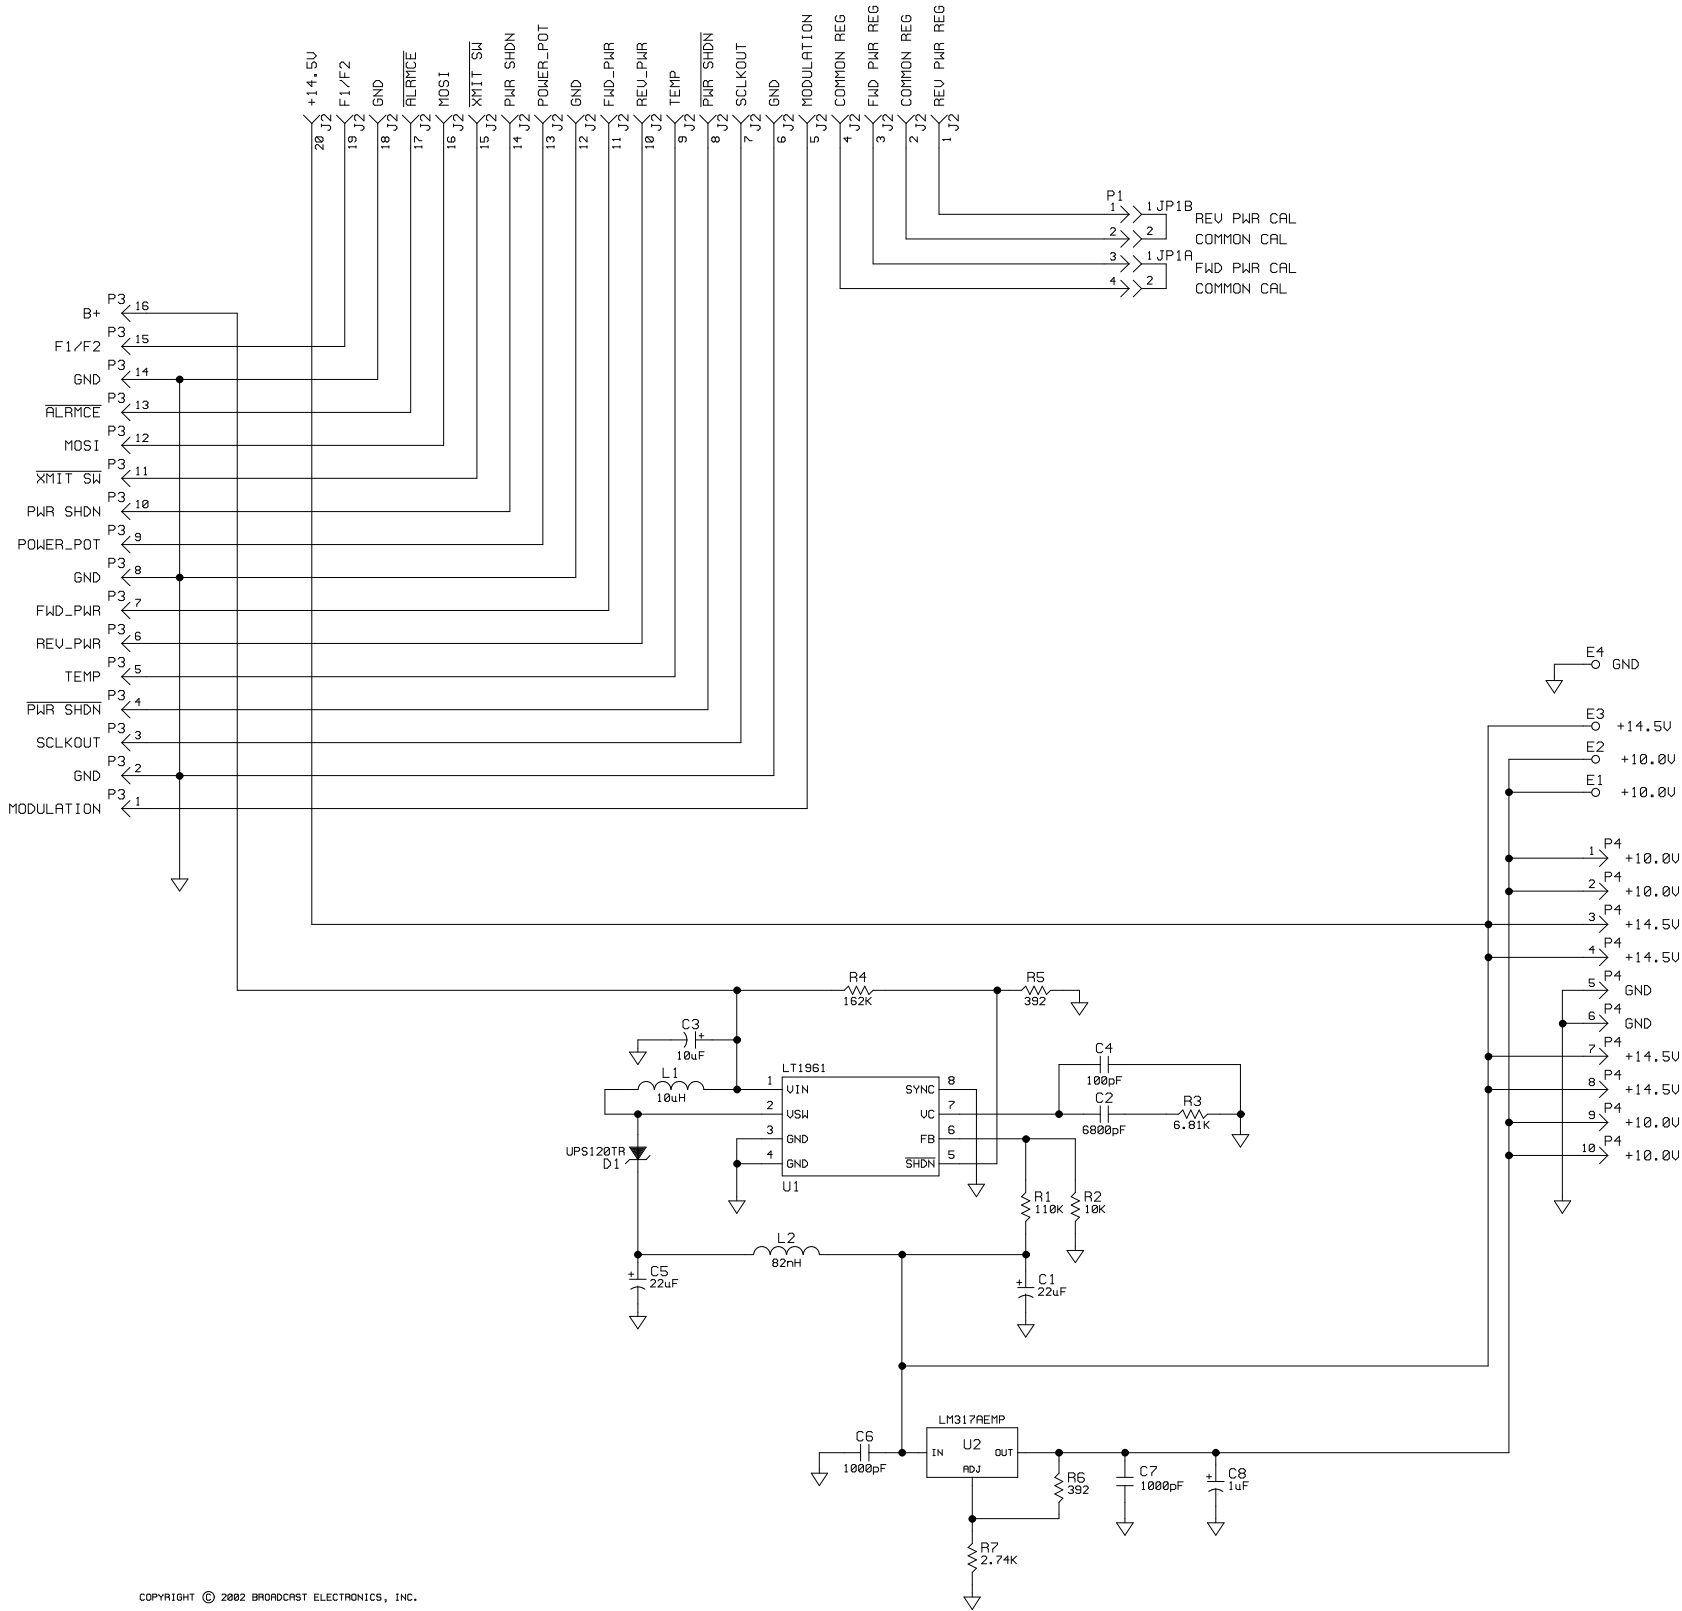 +14.5V
F1/F2
GND
ALRMCE
MOSI
XMIT SW
PWR SHDN
POWER_POT
GND
FWD_PWR
REV_PWR
TEMP
PWR SHDN
SCLKOUT
GND
MODULATION
COMMON REG
FWD PWR REG
COMMON REG
REV PWR REG
20 J2
19 J2
18 J2
17 J2
16 J2
15 J2
14 J2
13 J2
12 J2
11 J2
10 J2
9 J2
8 J2
7 J2
6 J2
5 J2
4 J2
3 J2
2 J2
1 J2
P1
1 1 JP1B
REV PWR CAL
2 2
COMMON CAL
3 1 JP1A
FWD PWR CAL
4 2
COMMON CAL
B+ P3 16
F1/F2 P3 15
GND P3 14
ALRMCE P3 13
MOSI P3 12
XMIT SW P3 11
PWR SHDN P3 10
POWER_POT P3 9
GND P3 8
FWD_PWR P3 7
REV_PWR P3 6
TEMP P3 5
PWR SHDN P3 4
SCLKOUT P3 3
GND P3 2
MODULATION P3 1
E4 GND
E3 +14.5V
E2 +10.0V
E1 +10.0V
1 P4 +10.0V
2 P4 +10.0V
3 P4 +14.5V
4 P4 +14.5V
5 P4 GND
6 P4 GND
7 P4 +14.5V
8 P4 +14.5V
9 P4 +10.0V
10 P4 +10.0V
R4
162K
R5
392
C3
+
10uF
L1
10uH
LT1961
1 VIN
2 VSW
3 GND
4 GND
SYNC 8
VC 7
FB 6
SHDN 5
U1
C4
100pF
C2
6800pF
R3
6.81K
UPS120TR
D1
R1
110K
R2
10K
L2
82nH
+
C5
22uF
+
C1
22uF
LM317AEMP
U2
IN
OUT
ADJ
C6
1000pF
R6
392
C7
1000pF
+
C8
1uF
R7
2.74K
COPYRIGHT © 2002 BROADCAST ELECTRONICS, INC.